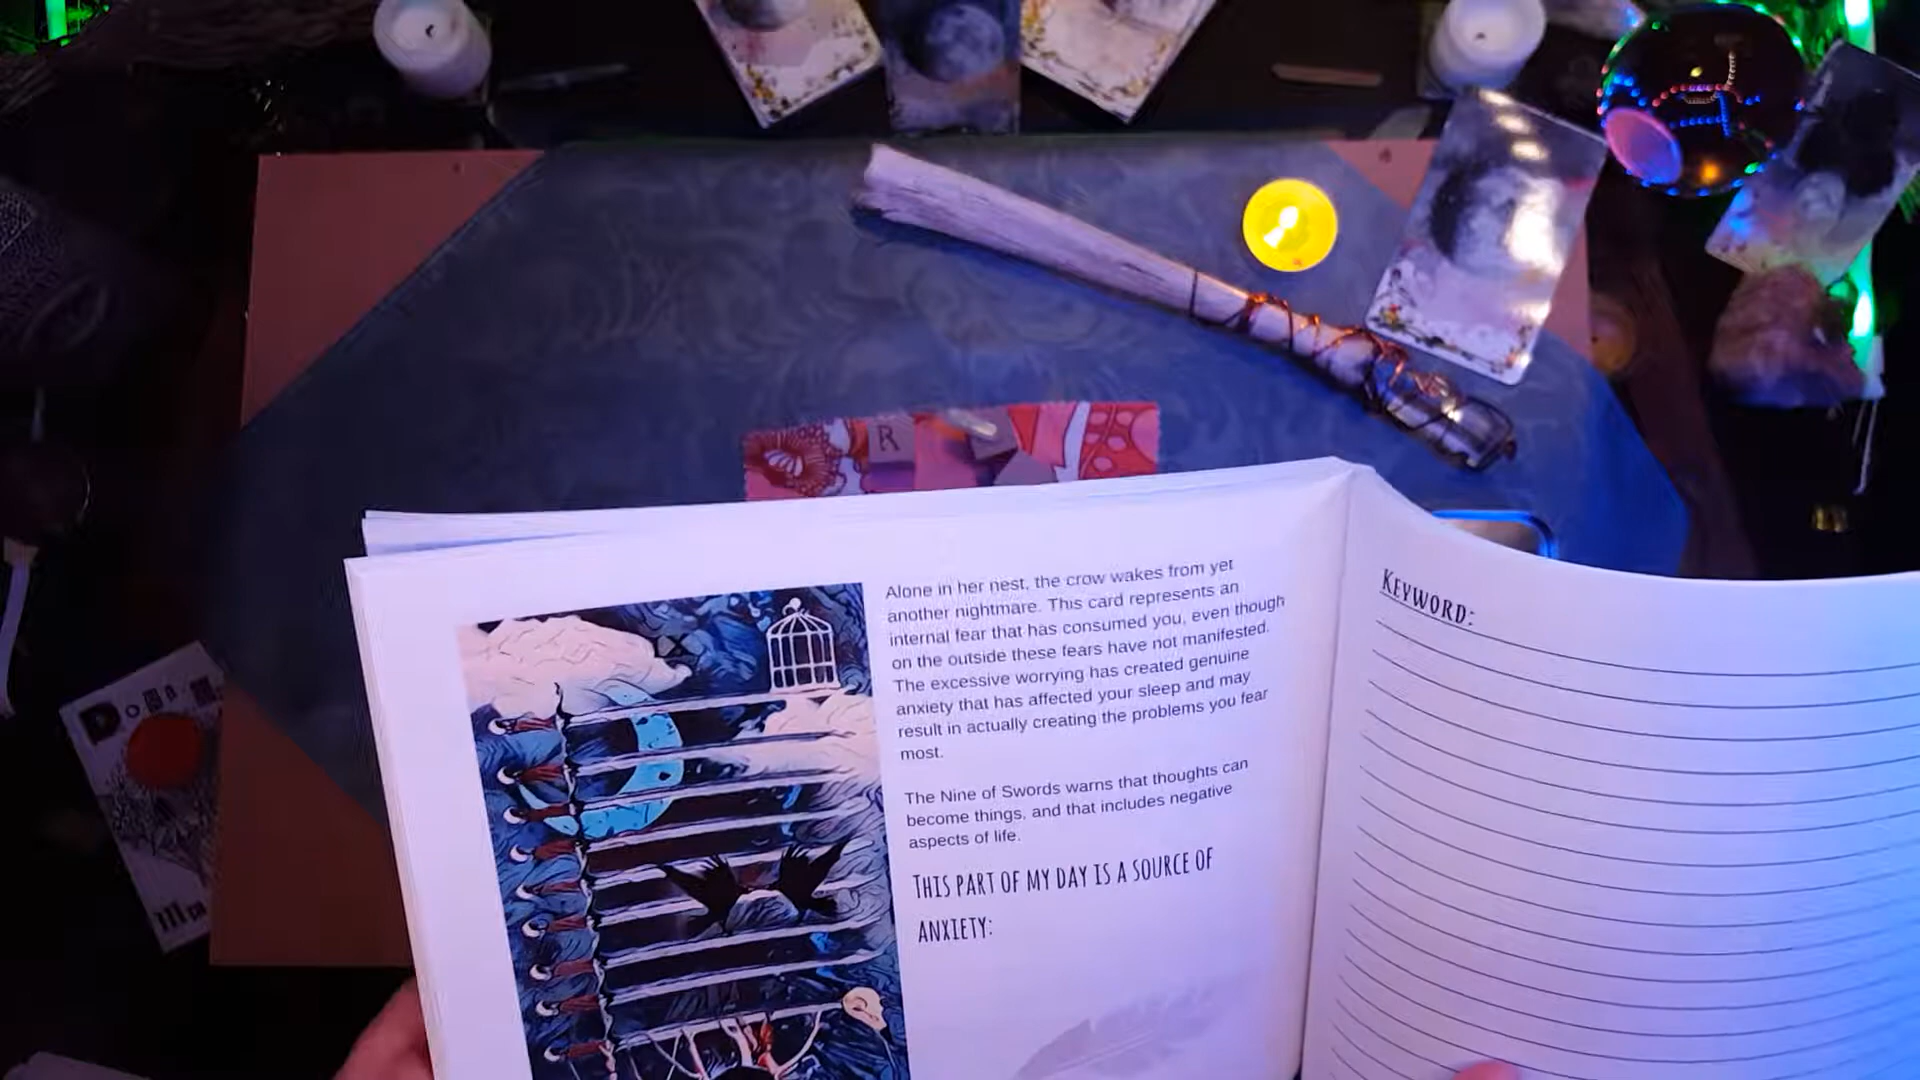 R
Alone in her nest, the crow wakes from yet
another nightmare. This card represents an
internal fear that has consumed you, even though
on the outside these fears have not manifested.
The excessive worrying has created genuine
anxiety that has affected your sleep and may
result in actually creating the problems you fear
most.
The Nine of Swords warns that thoughts can
become things, and that includes negative
aspects of life.
THIS PART OF MY DAY IS A SOURCE OF
ANXIETY:
KEYWORD: